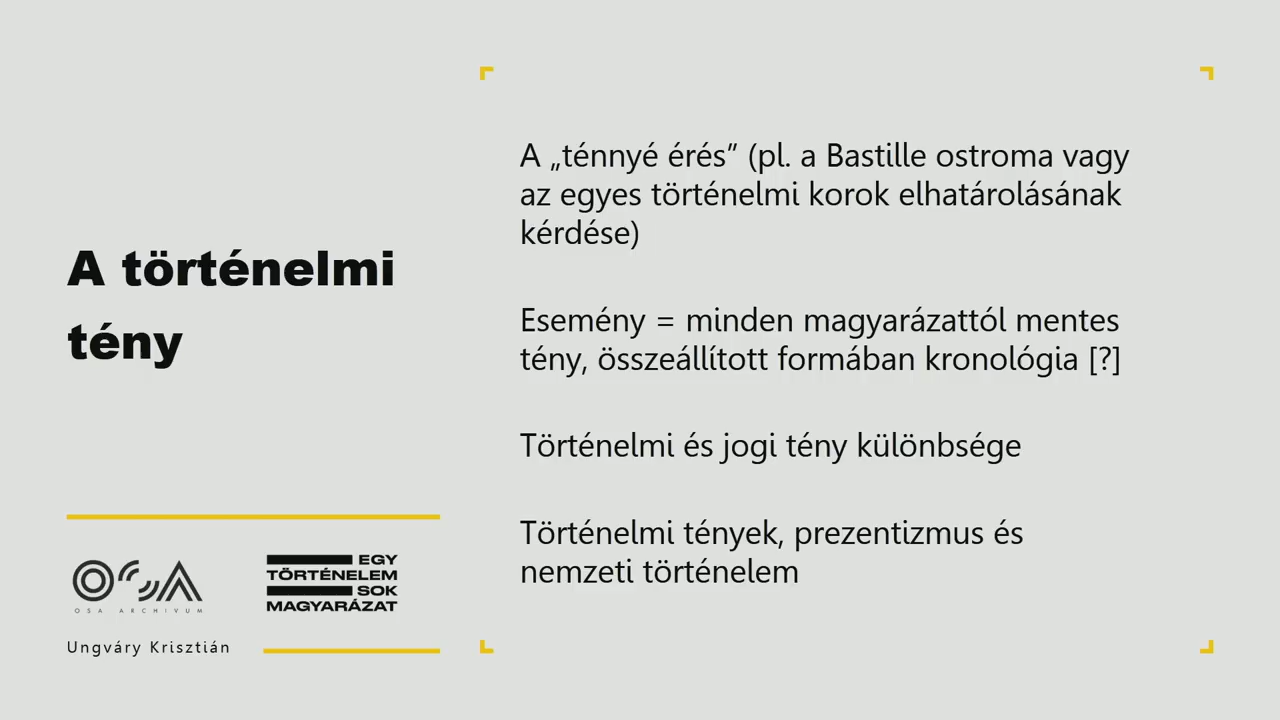 A történelmi
tény
A „ténnyé érés” (pl. a Bastille ostroma vagy
az egyes történelmi korok elhatárolásának
kérdése)
Esemény = minden magyarázattól mentes
tény, összeállított formában kronológia [?]
Történelmi és jogi tény különbsége
Történelmi tények, prezentizmus és
nemzeti történelem
OSA
OSA ARCHIVUM
EGY
TÖRTÉNELEM
SOK
MAGYARÁZAT
Ungváry Krisztián